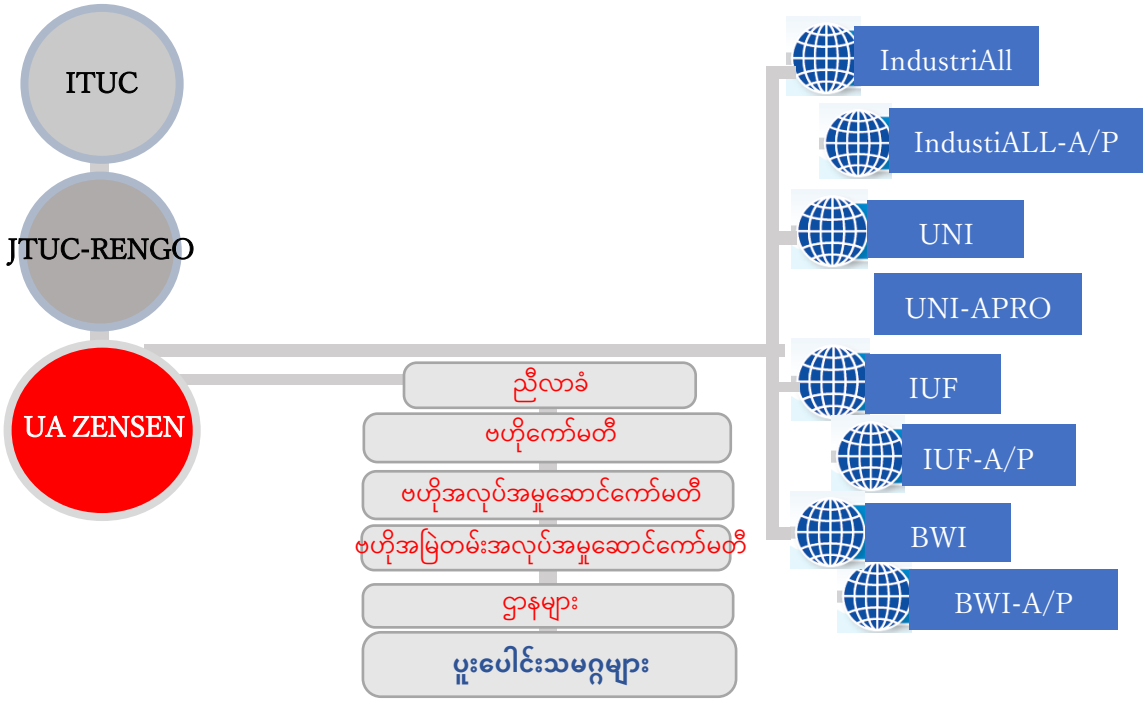 ITUC
JTUC-RENGO
UA ZENSEN
ညီလာခံ
ဗဟိုကော်မတီ
ဗဟိုအလုပ်အမှုဆောင်ကော်မတီ
ဗဟိုအမြဲတမ်းအလုပ်အမှုဆောင်ကော်မတီ
ဌာနများ
ပူးပေါင်းသမဂ္ဂများ
IndustriAll
IndustiALL-A/P
UNI
UNI-APRO
IUF
IUF-A/P
BWI
BWI-A/P